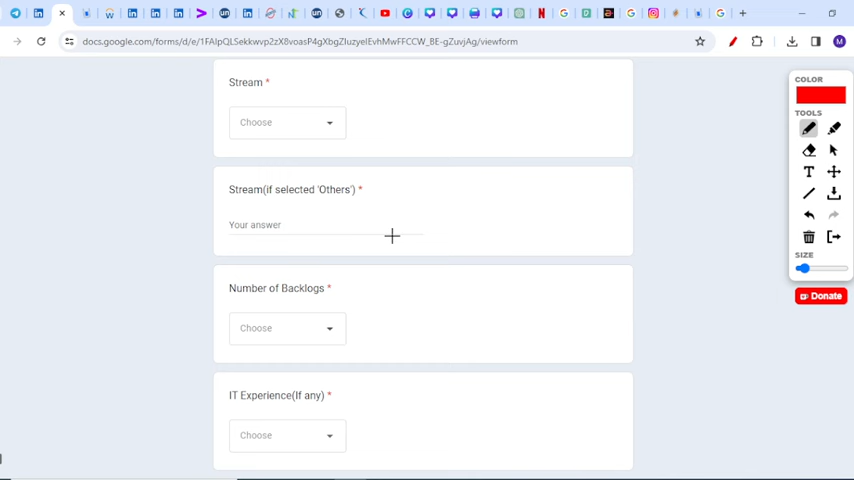 docs.google.com/forms/d/e/1FAIpQLSekkwvp2zX8voasP4gXbgZIuzyeIEvhMwFFCCW_BE-gZuvjAg/viewform
M
Stream *
Choose
Stream(if selected 'Others') *
Your answer
Number of Backlogs *
Choose
IT Experience(If any) *
Choose
COLOR
TOOLS
T
SIZE
Donate